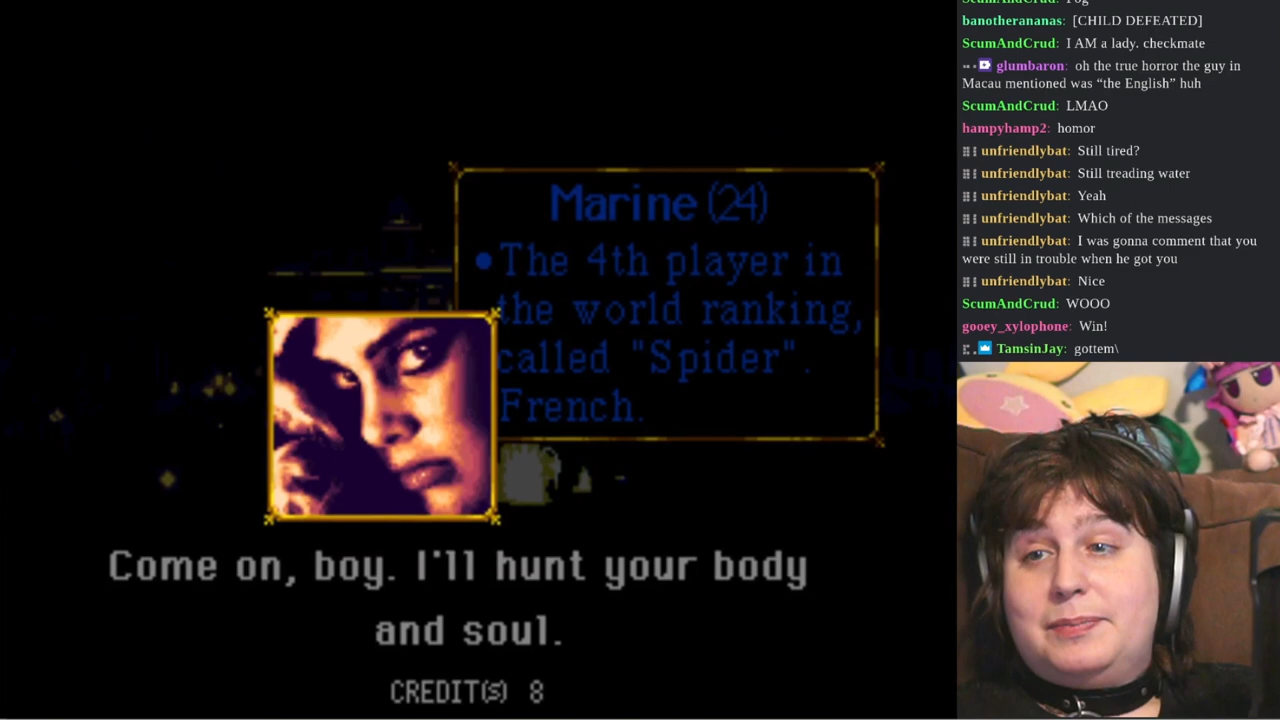 Marine (24)
•The 4th player in
the world ranking,
called "Spider".
French.
Come on, boy. I'll hunt your body
and soul.
CREDIT(S) 8
ScumAndCrud: Pog
banotherananas: [CHILD DEFEATED]
ScumAndCrud: I AM a lady. checkmate
glumbaron: oh the true horror the guy in
Macau mentioned was “the English” huh
ScumAndCrud: LMAO
hampyhamp2: homor
unfriendlybat: Still tired?
unfriendlybat: Still treading water
unfriendlybat: Yeah
unfriendlybat: Which of the messages
unfriendlybat: I was gonna comment that you
were still in trouble when he got you
unfriendlybat: Nice
ScumAndCrud: WOOO
gooey_xylophone: Win!
TamsinJay: gottem\